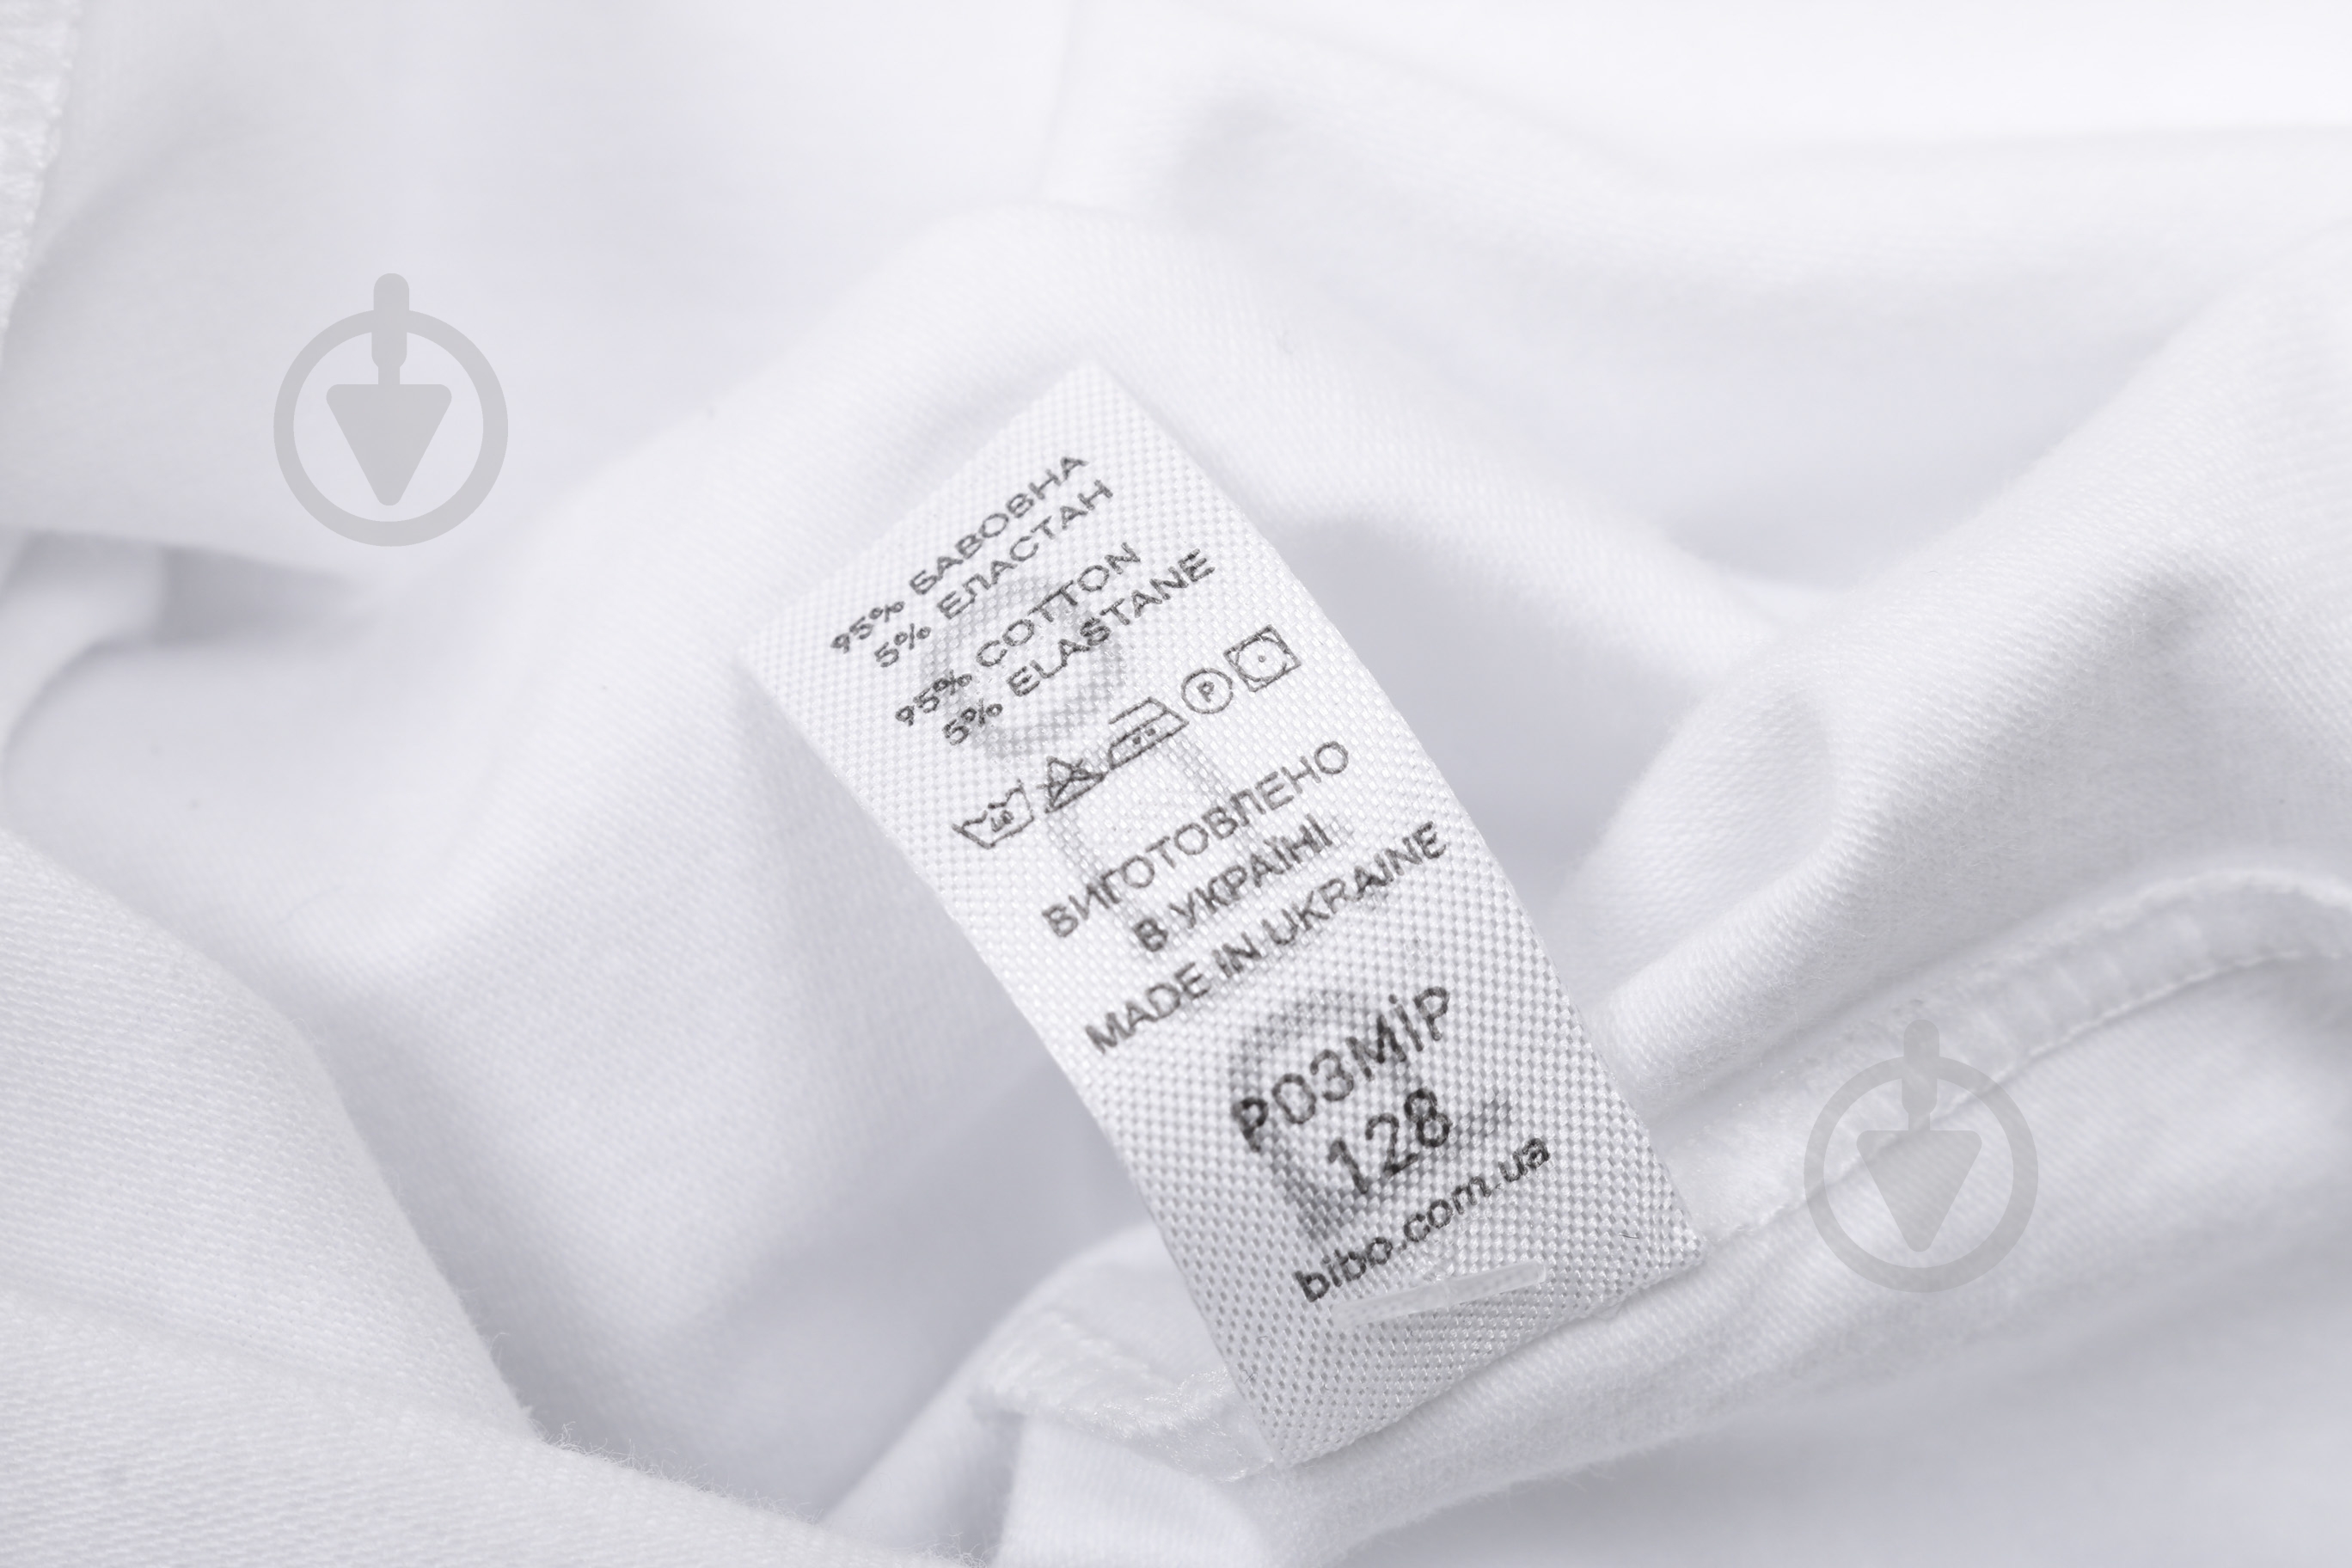 95% БАВОВНА
5% ЕЛАСТАН
95% COTTON
5% ELASTANE
P
ВИГОТОВЛЕНО
В УКРАЇНІ
MADE IN UKRAINE
РОЗМІР
128
bibo.com.ua